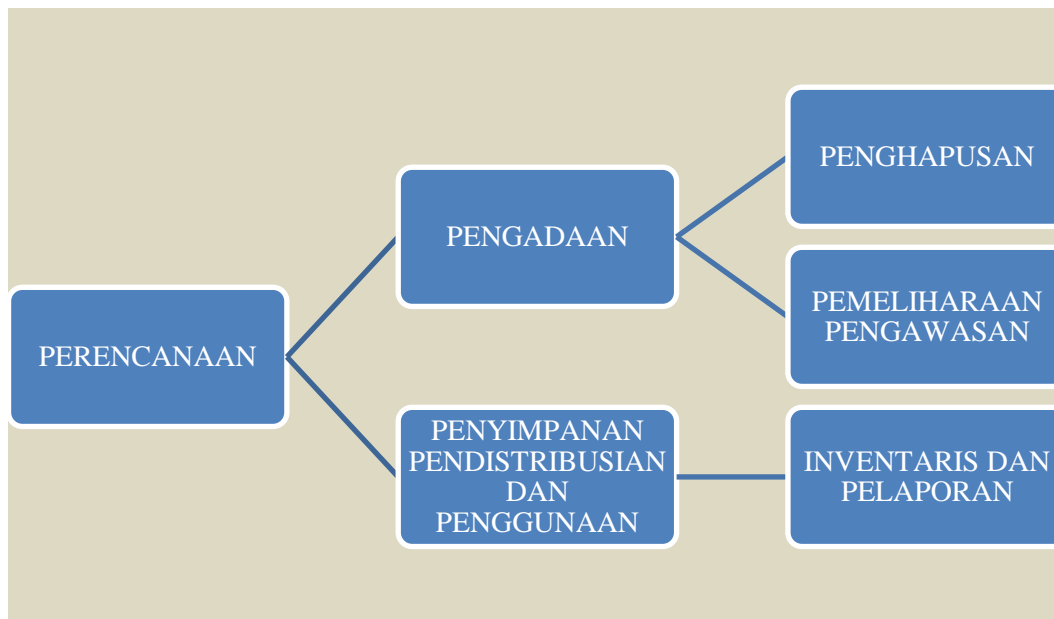 PERENCANAAN
PENGADAAN
PENYIMPANAN
PENDISTRIBUSIAN
DAN
PENGGUNAAN
PENGHAPUSAN
PEMELIHARAAN
PENGAWASAN
INVENTARIS DAN
PELAPORAN